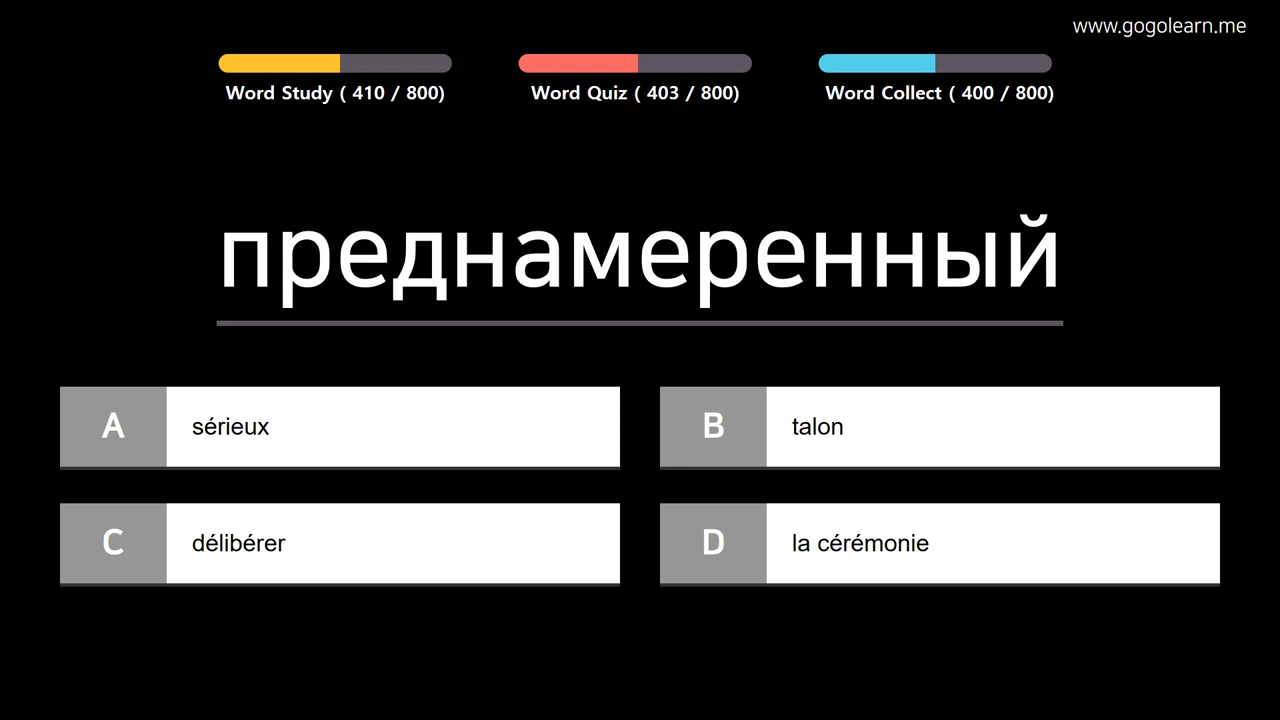 www.gogolearn.me
Word Study ( 410 / 800)
Word Quiz ( 403 / 800)
Word Collect ( 400 / 800)
преднамеренный
A sérieux
B talon
C délibérer
D la cérémonie